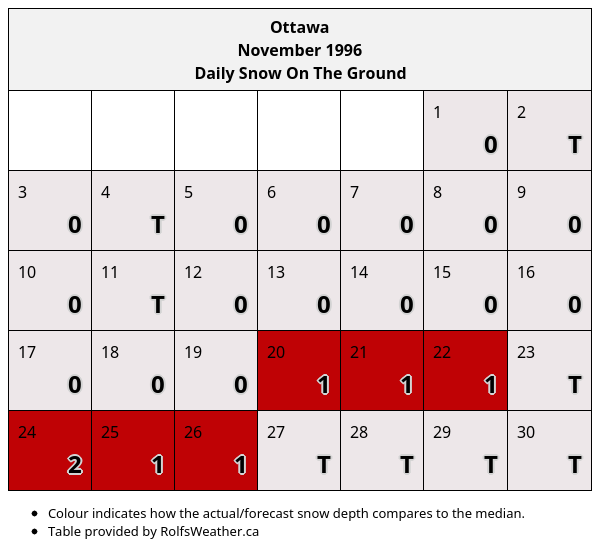 Ottawa
November 1996
Daily Snow On The Ground
1 2
0 T
3 4 5 6 7 8 9
0 T 0 0 0 0 0
10 11 12 13 14 15 16
0 T 0 0 0 0 0
17 18 19 20 21 22 23
0 0 0 1 1 1 T
24 25 26 27 28 29 30
2 1 1 T T T T
• Colour indicates how the actual/forecast snow depth compares to the median.
• Table provided by RolfsWeather.ca